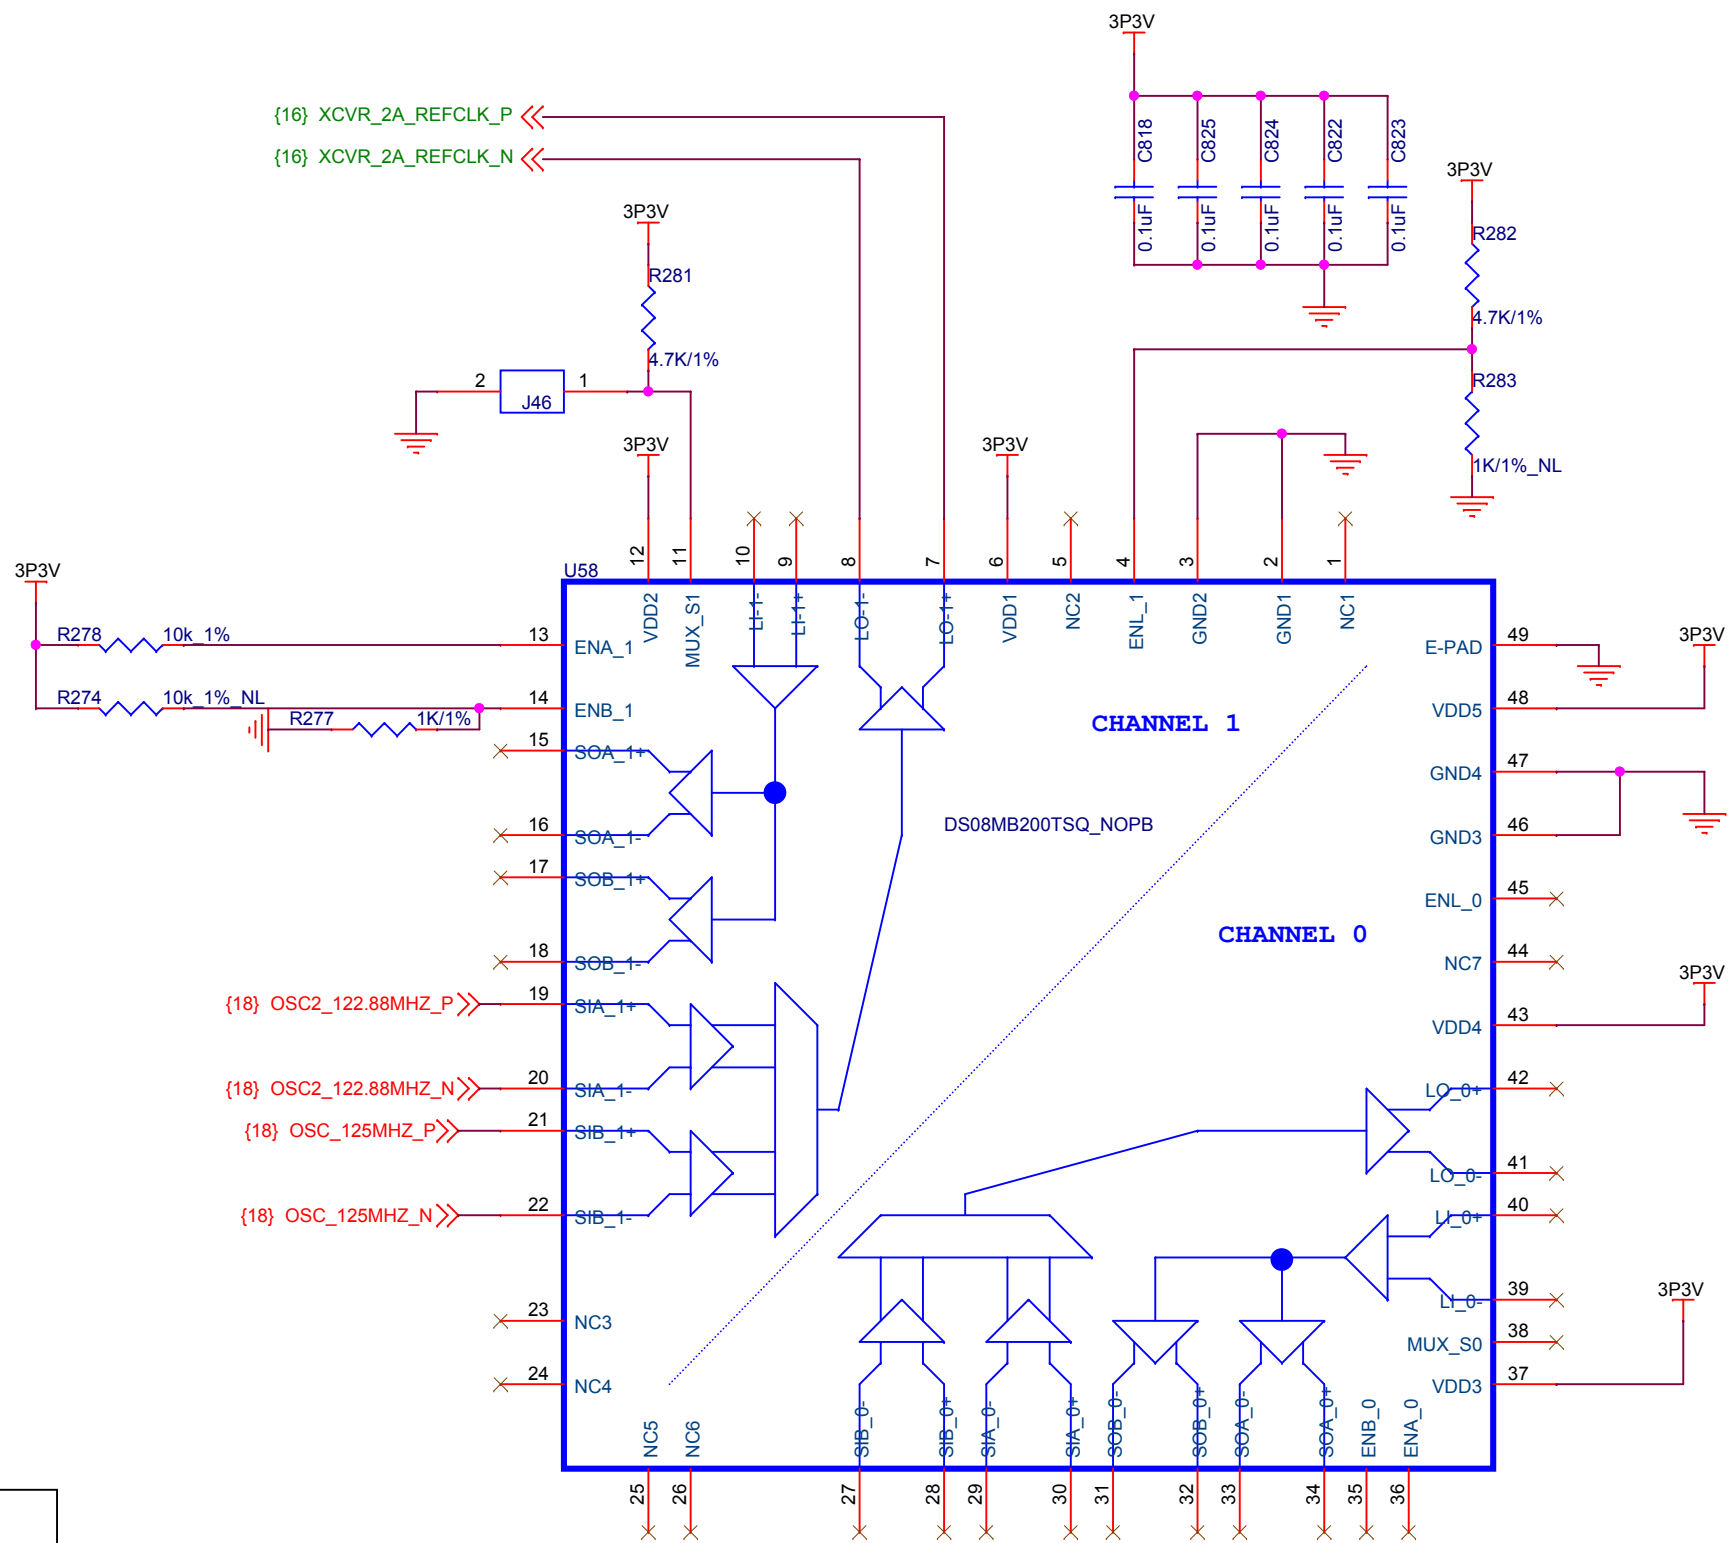 3P3V
{16} XCVR_2A_REFCLK_P
{16} XCVR_2A_REFCLK_N
C818
C825
C824
C822
C823
0.1uF
0.1uF
0.1uF
0.1uF
0.1uF
3P3V
R282
4.7K/1%
3P3V
R281
4.7K/1%
2
J46
1
R283
1K/1%_NL
3P3V
3P3V
12
11
10
9
8
7
6
5
4
3
2
1
U58
VDD2
MUX_S1
LI-1-
LI-1+
LO-1-
LO-1+
VDD1
NC2
ENL_1
GND2
GND1
NC1
3P3V
R278
10k_1%
13
ENA_1
R274
10k_1%_NL
14
ENB_1
R277
1K/1%
15
SOA_1+
16
SOA_1-
17
SOB_1+
18
SOB_1-
{18} OSC2_122.88MHZ_P
19
SIA_1+
{18} OSC2_122.88MHZ_N
20
SIA_1-
{18} OSC_125MHZ_P
21
SIB_1+
{18} OSC_125MHZ_N
22
SIB_1-
23
NC3
24
NC4
CHANNEL 1
DS08MB200TSQ_NOPB
CHANNEL 0
E-PAD
49
3P3V
VDD5
48
GND4
47
GND3
46
ENL_0
45
NC7
44
3P3V
VDD4
43
LO_0+
42
LO_0-
41
LI_0+
40
LI_0-
39
3P3V
MUX_S0
38
VDD3
37
NC5
NC6
SIB_0-
SIB_0+
SIA_0-
SIA_0+
SOB_0-
SOB_0+
SOA_0-
SOA_0+
ENB_0
ENA_0
25
26
27
28
29
30
31
32
33
34
35
36